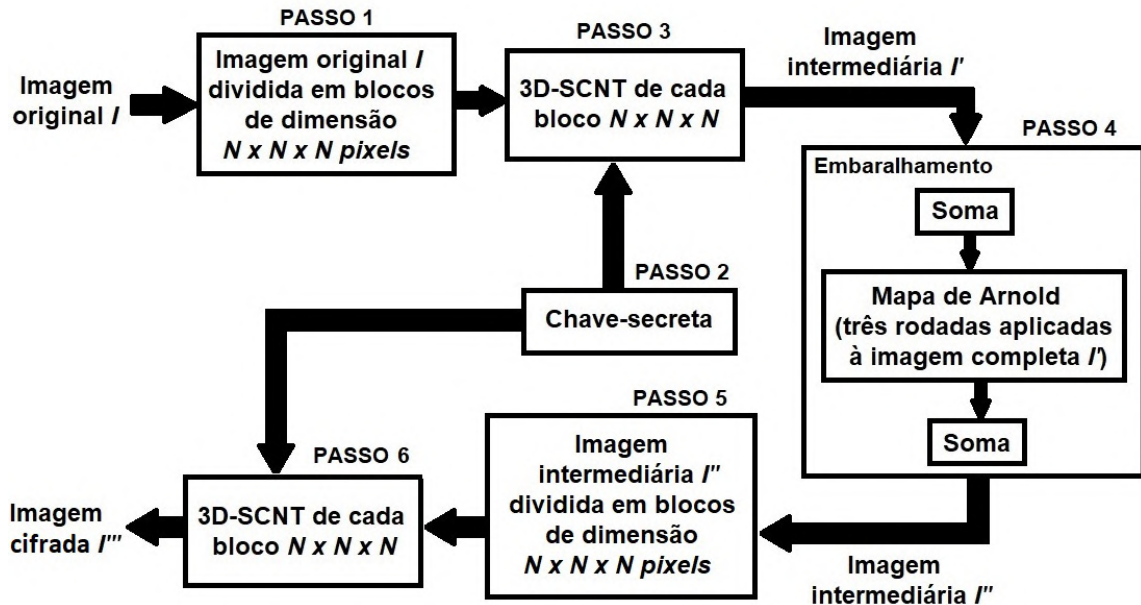 PASSO 1
Imagem
original I
Imagem original I
dividida em blocos
de dimensão
N x N x N pixels
PASSO 3
3D-SCNT de cada
bloco N x N x N
Imagem
intermediária I'
PASSO 4
Embaralhamento
Soma
Mapa de Arnold
(três rodadas aplicadas
à imagem completa I')
Soma
PASSO 2
Chave-secreta
PASSO 5
Imagem
intermediária I''
dividida em blocos
de dimensão
N x N x N pixels
Imagem
intermediária I''
PASSO 6
3D-SCNT de cada
bloco N x N x N
Imagem
cifrada I'''